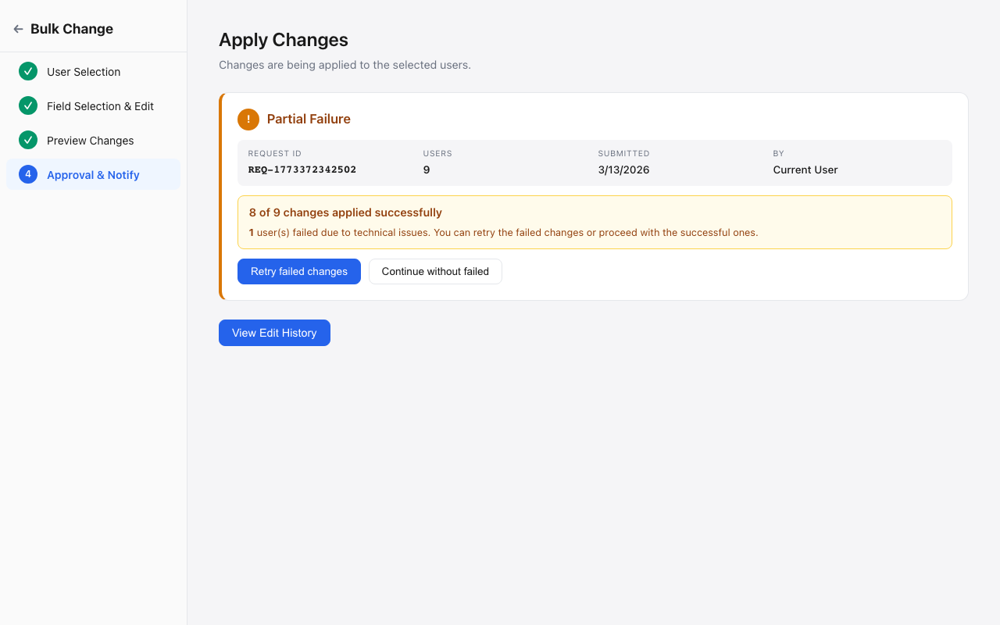 Bulk Change
User Selection
Field Selection & Edit
Preview Changes
4 Approval & Notify
Apply Changes
Changes are being applied to the selected users.
! Partial Failure
REQUEST ID USERS SUBMITTED BY
REQ-1773372342502 9 3/13/2026 Current User
8 of 9 changes applied successfully
1 user(s) failed due to technical issues. You can retry the failed changes or proceed with the successful ones.
Retry failed changes Continue without failed
View Edit History